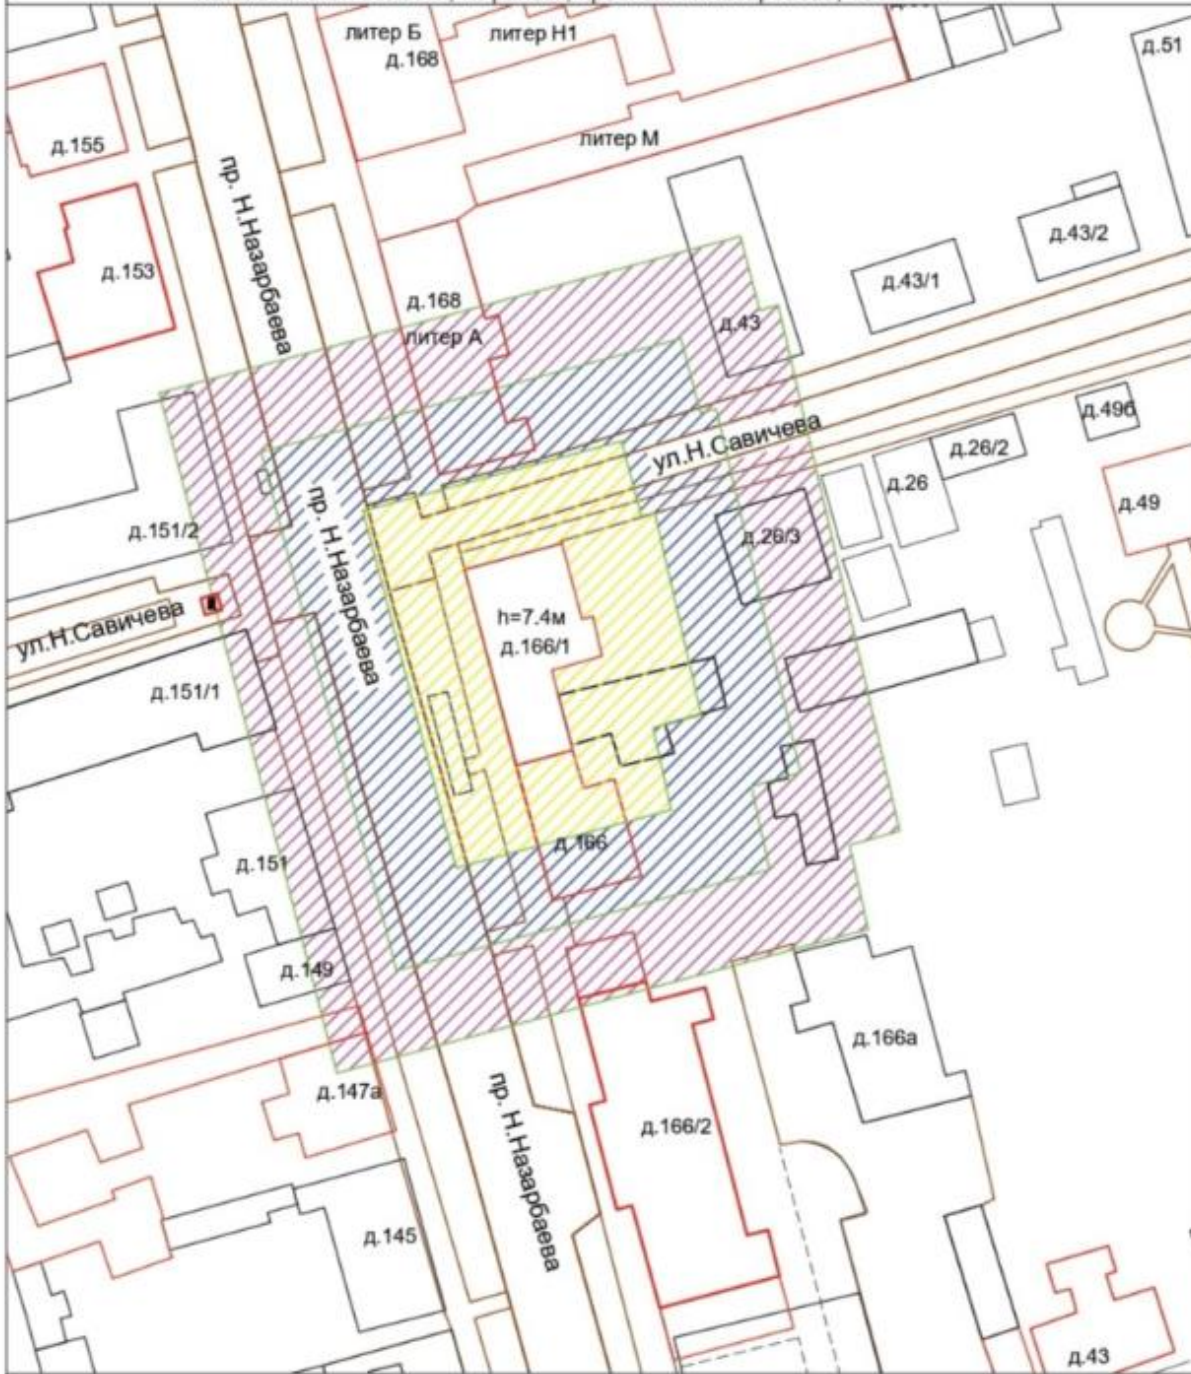 литер Б
д.168
литер Н1
д.51
д.155
литер М
пр. Н.Назарбаева
д.43/2
д.153
д.43/1
д.168
литер А
д.43
ул.Н.Савичева
д.49б
д.26/2
д.26
д.49
д.151/2
пр. Н.Назарбаева
д.26/3
ул.Н.Савичева
h=7.4м
д.166/1
д.151/1
д.166
д.151
д.149
д.166а
д.147а
пр. Н.Назарбаева
д.166/2
д.145
д.43